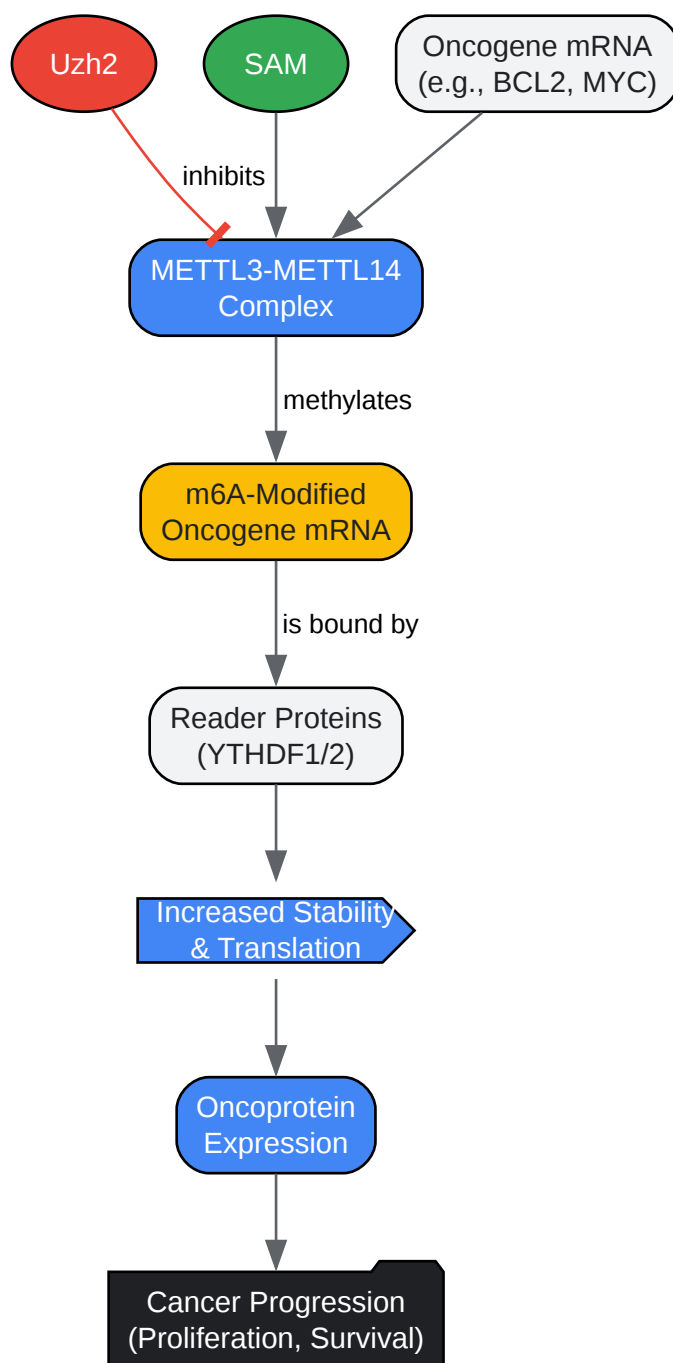 Uzh2
SAM
Oncogene mRNA
(e.g., BCL2, MYC)
inhibits
METTL3-METTL14
Complex
methylates
m6A-Modified
Oncogene mRNA
is bound by
Reader Proteins
(YTHDF1/2)
Increased Stability
& Translation
Oncoprotein
Expression
Cancer Progression
(Proliferation, Survival)